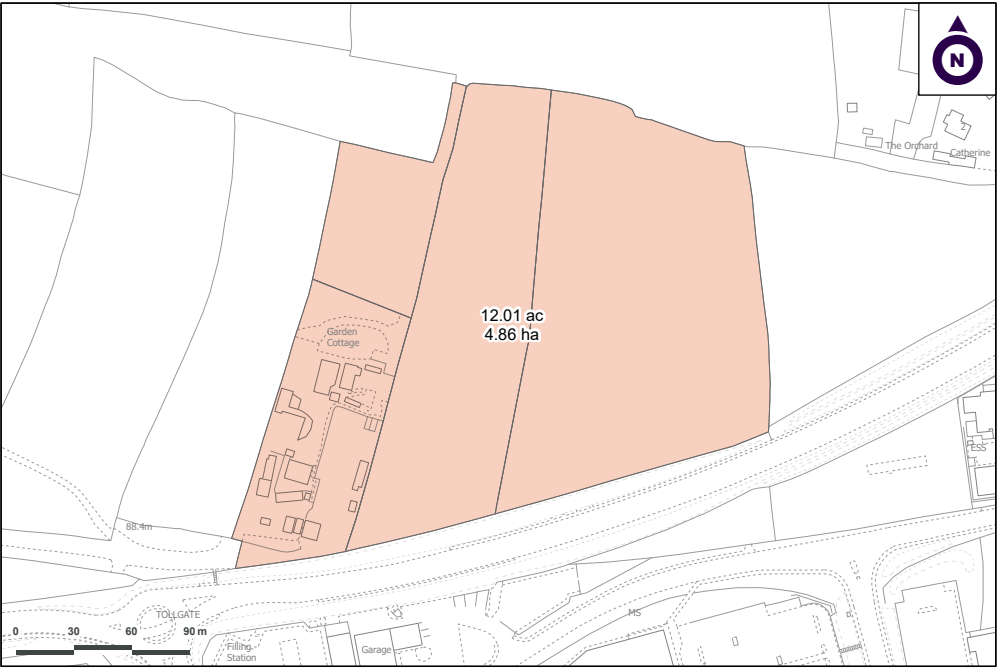 N
2
The Orchard
Catherine
12.01 ac
4.86 ha
Garden
Cottage
ESS
88.4m
TOLLGATE
MS
0 30 60 90 m
Filling
Station
Garage